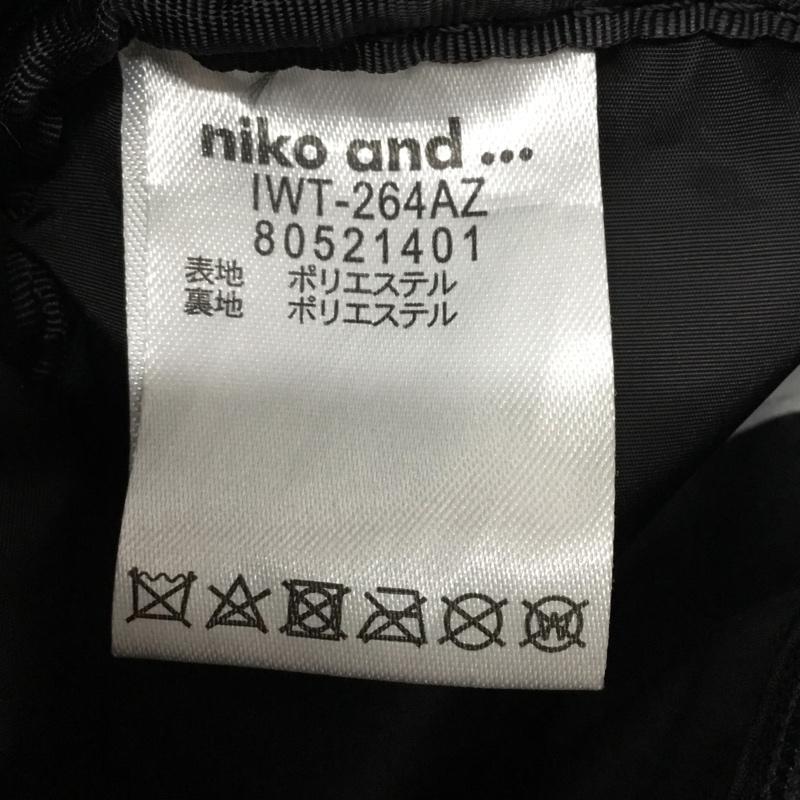 niko and ...
IWT-264AZ
80521401
表地 ポリエステル
裏地 ポリエステル
W